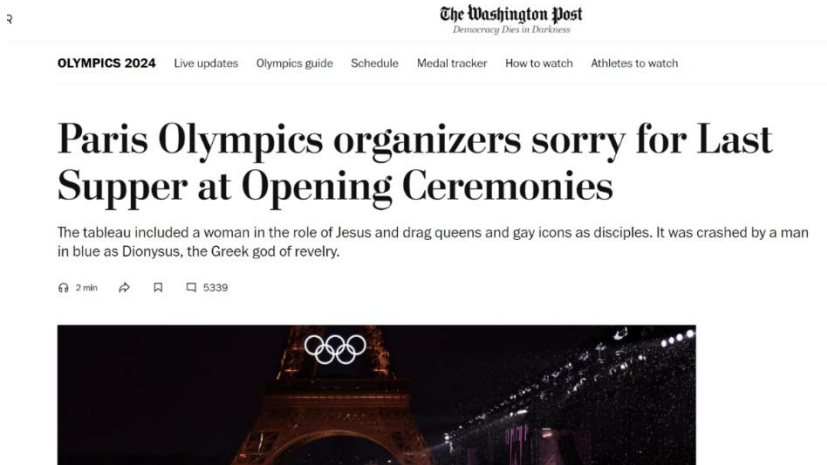 The Washington Post
Democracy Dies in Darkness
OLYMPICS 2024 Live updates Olympics guide Schedule Medal tracker How to watch Athletes to watch
Paris Olympics organizers sorry for Last
Supper at Opening Ceremonies
The tableau included a woman in the role of Jesus and drag queens and gay icons as disciples. It was crashed by a man
in blue as Dionysus, the Greek god of revelry.
2 min 5339